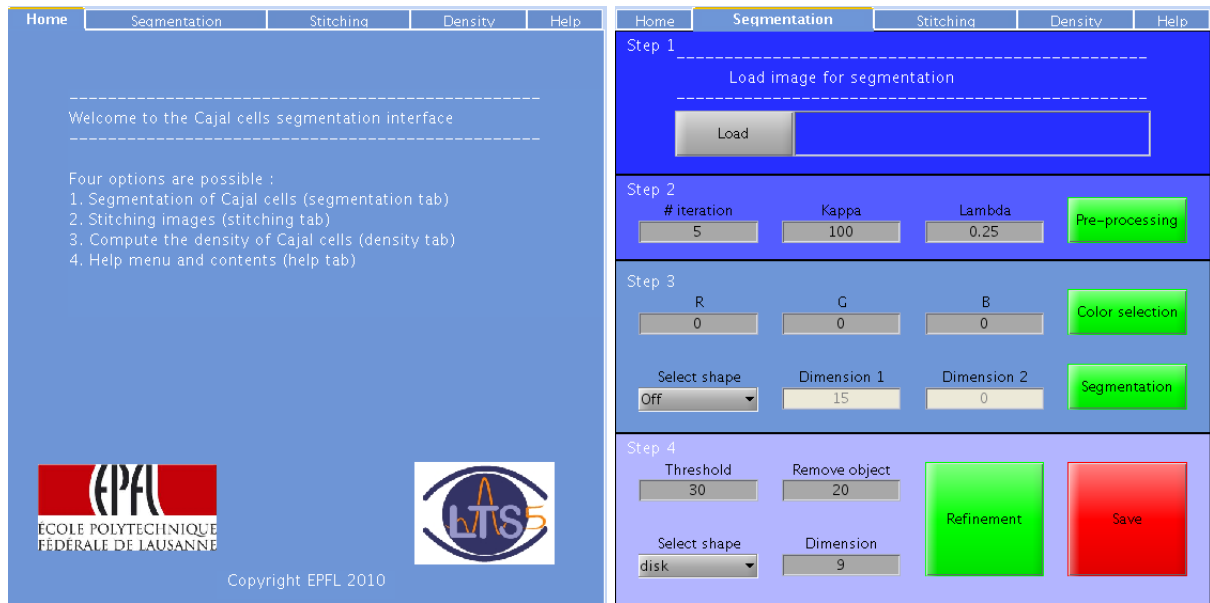 Home Segmentation Stitching Density Help
----------------------------------------
Welcome to the Cajal cells segmentation interface
----------------------------------------
Four options are possible :
1. Segmentation of Cajal cells (segmentation tab)
2. Stitching images (stitching tab)
3. Compute the density of Cajal cells (density tab)
4. Help menu and contents (help tab)
EPFL
ÉCOLE POLYTECHNIQUE
FÉDÉRALE DE LAUSANNE
LTS5
Copyright EPFL 2010
Home Segmentation Stitching Density Help
Step 1
----------------------------------------
Load image for segmentation
----------------------------------------
Load
Step 2
# iteration Kappa Lambda
5 100 0.25
Pre-processing
Step 3
R G B
0 0 0
Color selection
Select shape Dimension 1 Dimension 2
Off 15 0
Segmentation
Step 4
Threshold Remove object
30 20
Select shape Dimension
disk 9
Refinement
Save